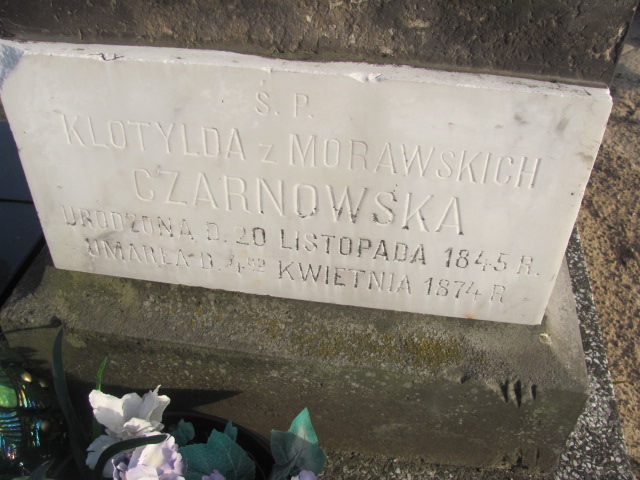 Ś. P.
KLOTYLDA z MORAWSKICH
CZARNOWSKA
URODZONA D. 20 LISTOPADA 1845 R.
UMARŁA D. 4go KWIETNIA 1874 R